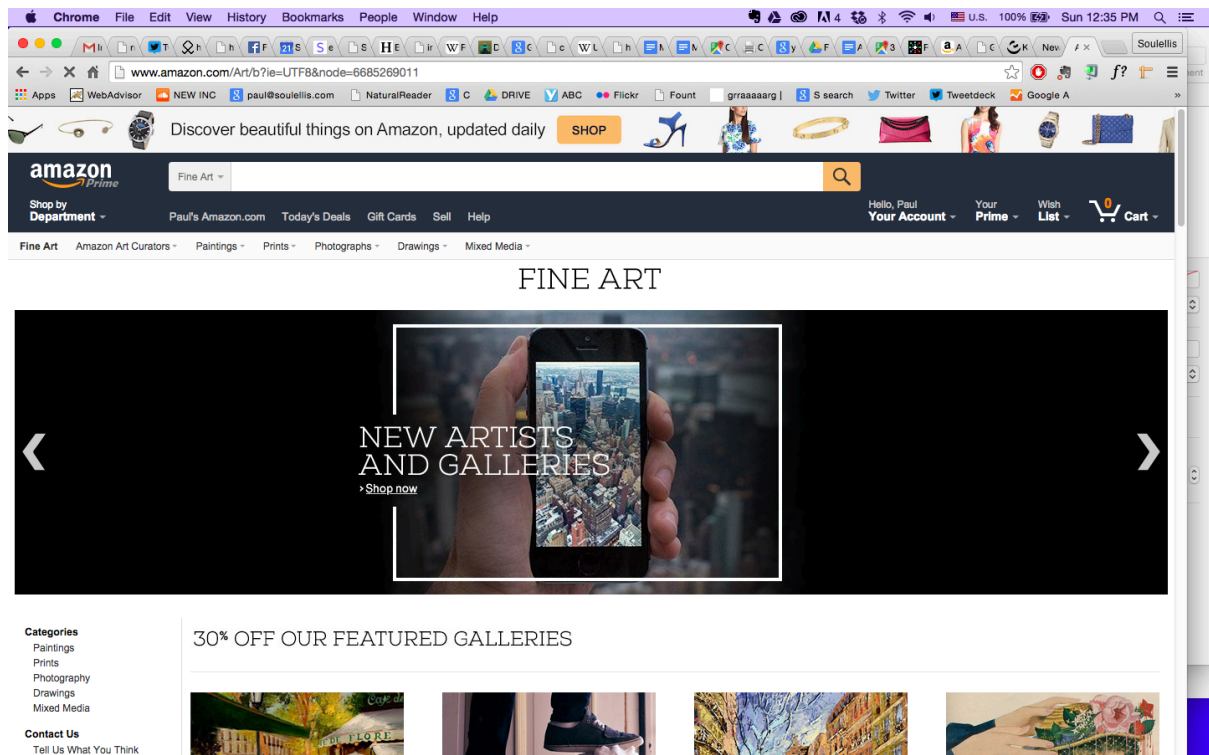 Chrome File Edit View History Bookmarks People Window Help 4 U.S. 100% Sun 12:35 PM
Soulellis
www.amazon.com/Art/b?ie=UTF8&node=6685269011
Apps WebAdvisor NEW INC paul@soulellis.com NaturalReader C DRIVE ABC Flickr Fount grraaaarg | S search Twitter Tweetdeck Google A »
Discover beautiful things on Amazon, updated daily SHOP
amazon Prime
Fine Art
Shop by Department
Paul's Amazon.com Today's Deals Gift Cards Sell Help
Hello, Paul Your Account
Your Prime
Wish List
0 Cart
Fine Art Amazon Art Curators Paintings Prints Photographs Drawings Mixed Media
FINE ART
NEW ARTISTS
AND GALLERIES
› Shop now
Categories
Paintings
Prints
Photography
Drawings
Mixed Media
Contact Us
Tell Us What You Think
30% OFF OUR FEATURED GALLERIES
Cafe de
FLORE